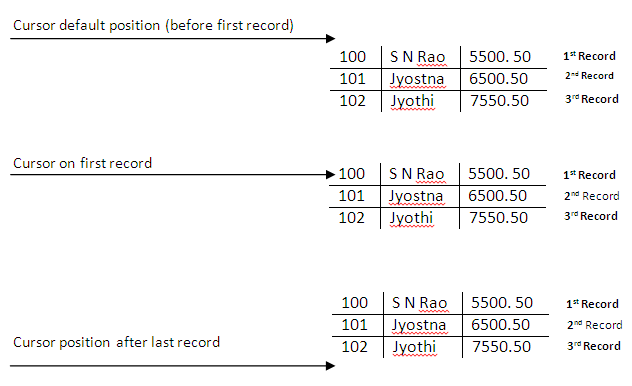 Cursor default position (before first record)
100 S N Rao 5500. 50 1st Record
101 Jyostna 6500.50 2nd Record
102 Jyothi 7550.50 3rd Record
Cursor on first record
100 S N Rao 5500. 50 1st Record
101 Jyostna 6500.50 2nd Record
102 Jyothi 7550.50 3rd Record
100 S N Rao 5500. 50 1st Record
101 Jyostna 6500.50 2nd Record
Cursor position after last record 102 Jyothi 7550.50 3rd Record